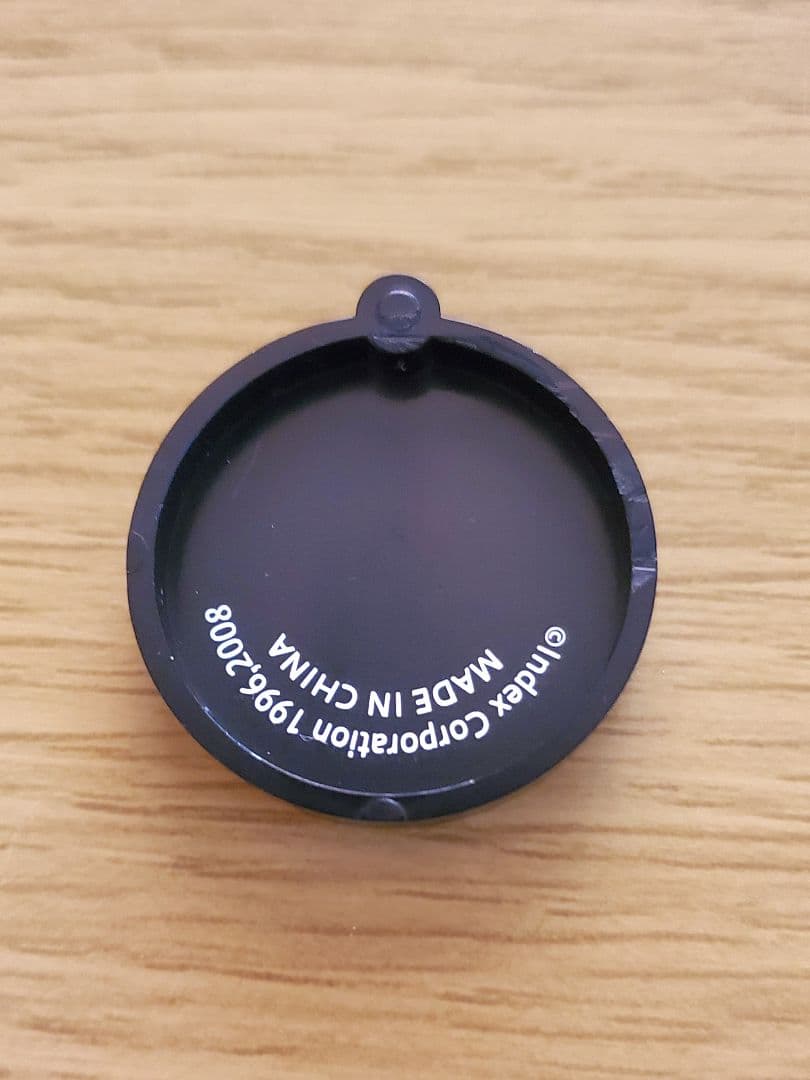 ©Index Corporation 1996,2008
MADE IN CHINA